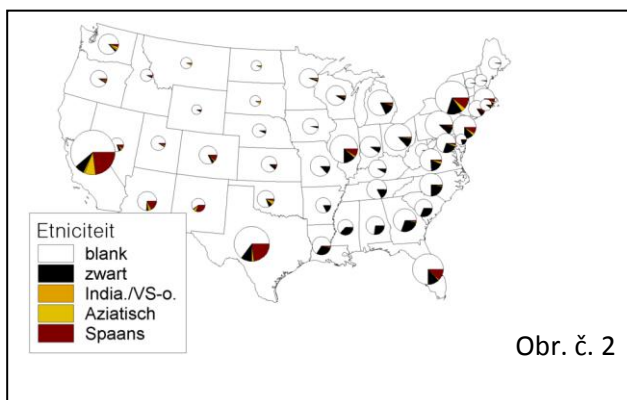 Etniciteit
blank
zwart
India./VS-o.
Aziatisch
Spaans
Obr. č. 2